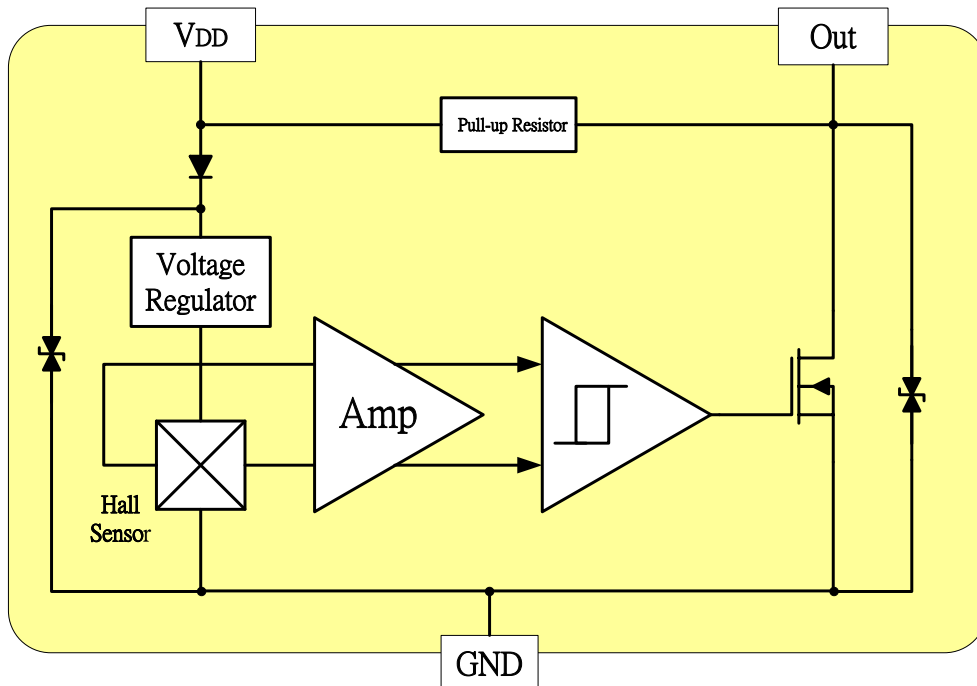 VDD
Out
Pull-up Resistor
Voltage
Regulator
Amp
Hall
Sensor
GND